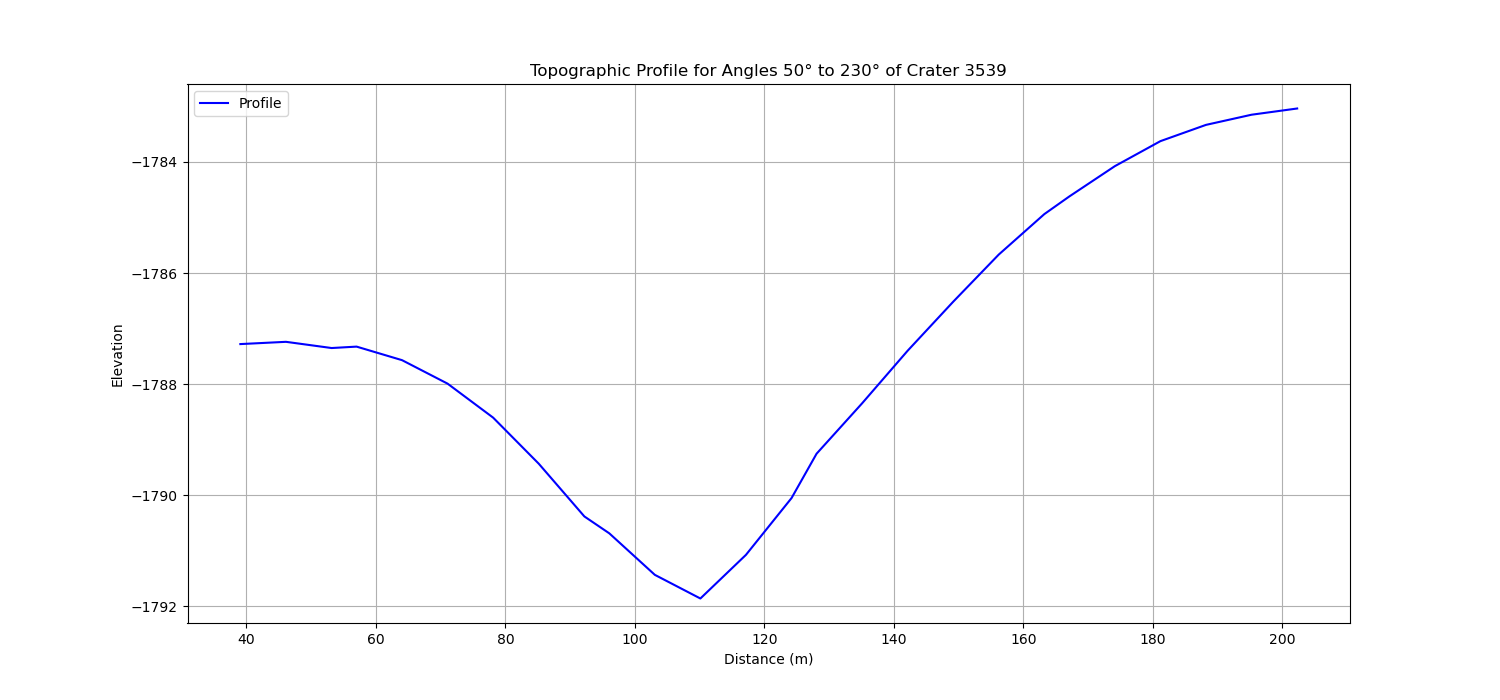 Topographic Profile for Angles 50° to 230° of Crater 3539
Profile
−1784
−1786
−1788
−1790
−1792
Elevation
40 60 80 100 120 140 160 180 200
Distance (m)